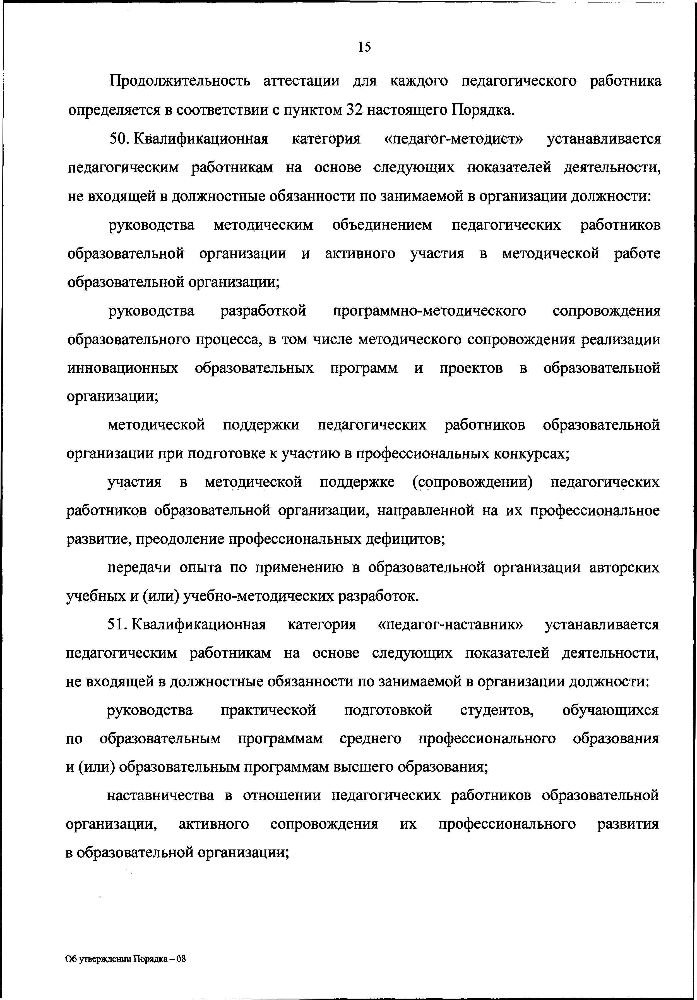 15
Продолжительность аттестации для каждого педагогического работника
определяется в соответствии с пунктом 32 настоящего Порядка.
50. Квалификационная категория «педагог-методист» устанавливается
педагогическим работникам на основе следующих показателей деятельности,
не входящей в должностные обязанности по занимаемой в организации должности:
руководства методическим объединением педагогических работников
образовательной организации и активного участия в методической работе
образовательной организации;
руководства разработкой программно-методического сопровождения
образовательного процесса, в том числе методического сопровождения реализации
инновационных образовательных программ и проектов в образовательной
организации;
методической поддержки педагогических работников образовательной
организации при подготовке к участию в профессиональных конкурсах;
участия в методической поддержке (сопровождении) педагогических
работников образовательной организации, направленной на их профессиональное
развитие, преодоление профессиональных дефицитов;
передачи опыта по применению в образовательной организации авторских
учебных и (или) учебно-методических разработок.
51. Квалификационная категория «педагог-наставник» устанавливается
педагогическим работникам на основе следующих показателей деятельности,
не входящей в должностные обязанности по занимаемой в организации должности:
руководства практической подготовкой студентов, обучающихся
по образовательным программам среднего профессионального образования
и (или) образовательным программам высшего образования;
наставничества в отношении педагогических работников образовательной
организации, активного сопровождения их профессионального развития
в образовательной организации;
Об утверждении Порядка – 08